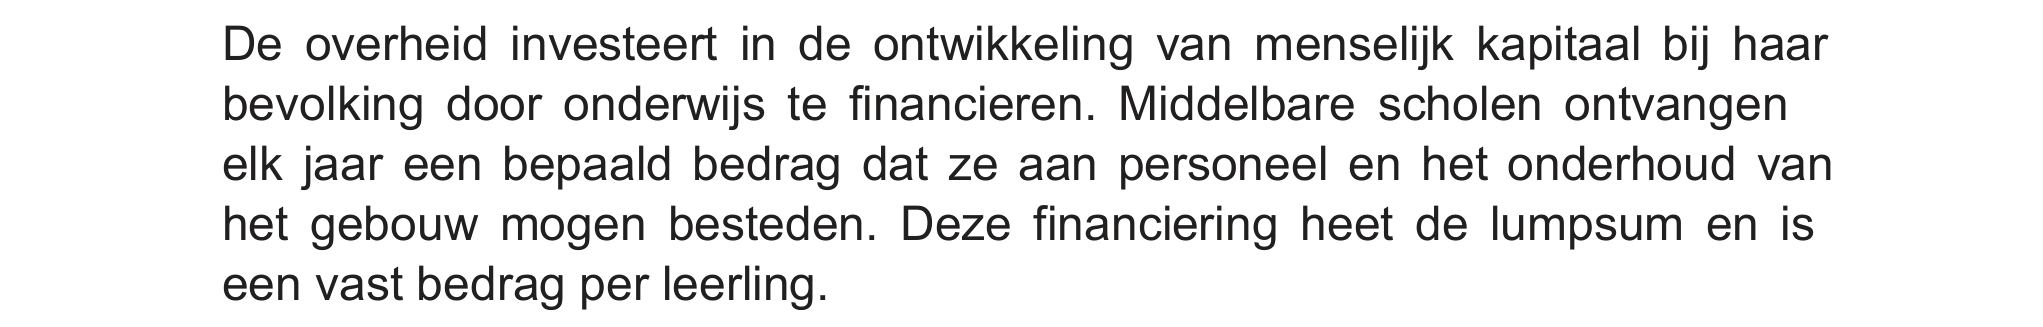 De overheid investeert in de ontwikkeling van menselijk kapitaal bij haar
bevolking door onderwijs te financieren. Middelbare scholen ontvangen
elk jaar een bepaald bedrag dat ze aan personeel en het onderhoud van
het gebouw mogen besteden. Deze financiering heet de lumpsum en is
een vast bedrag per leerling.